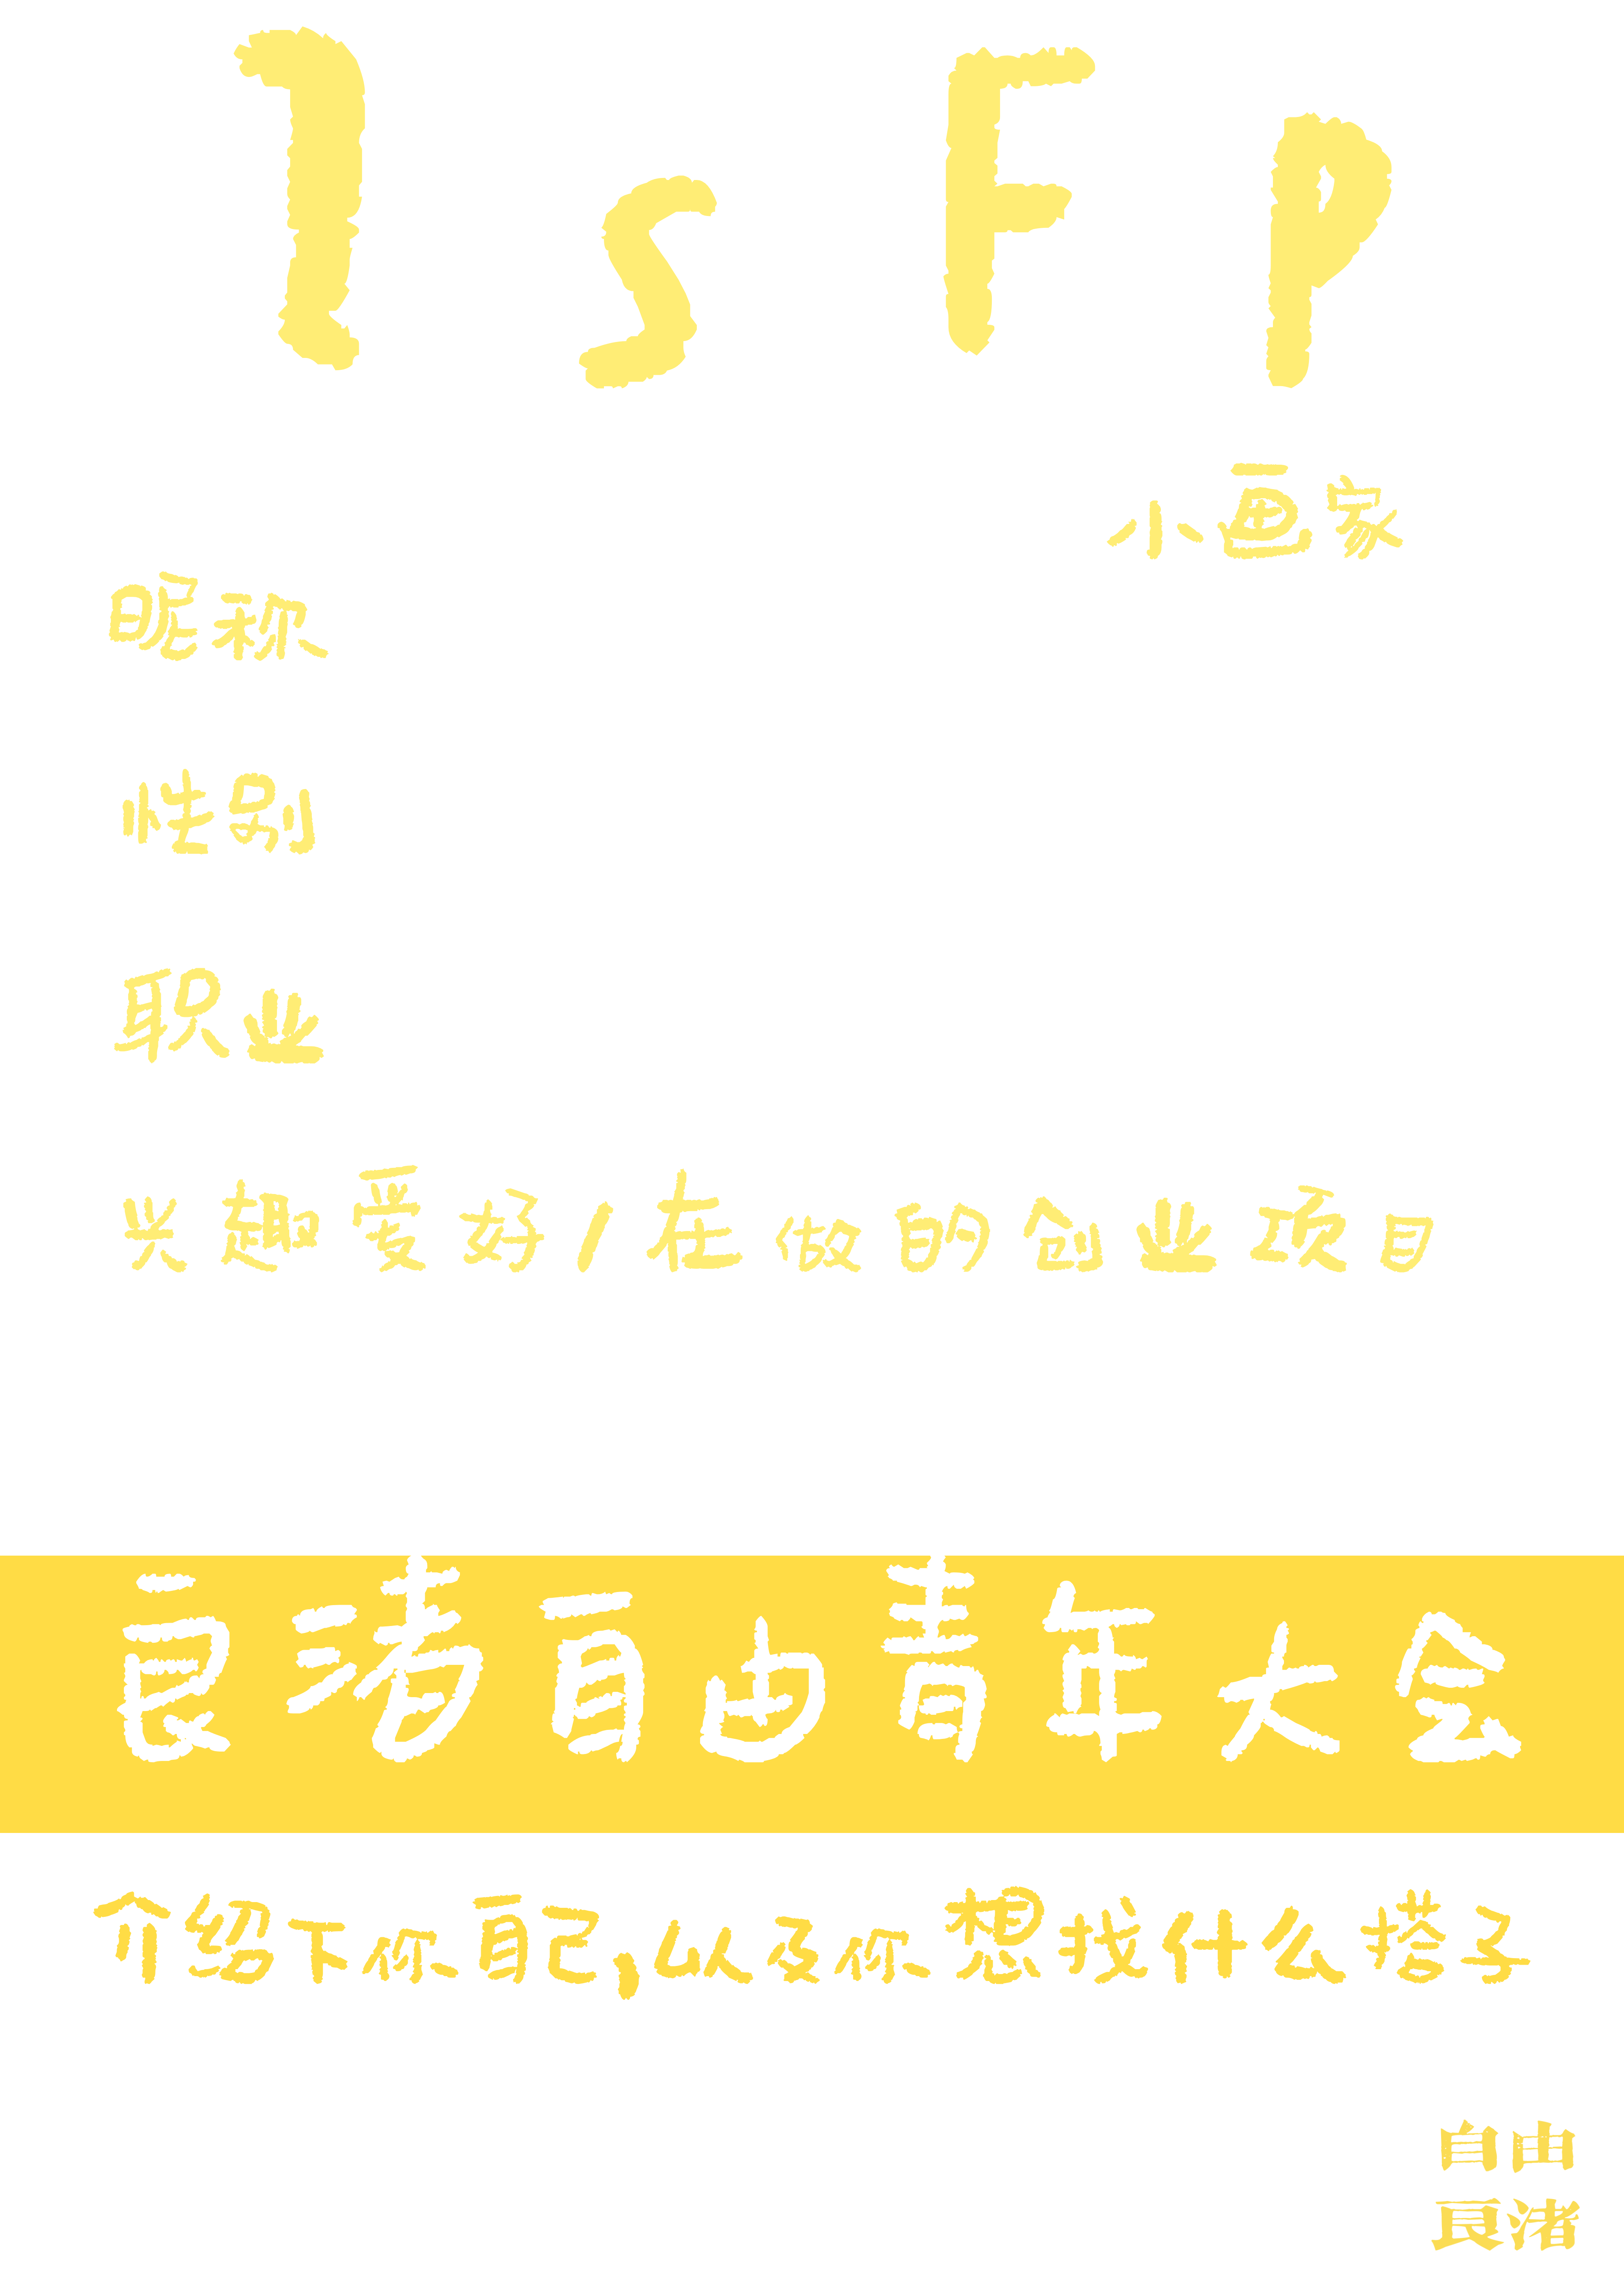 IsFP
小画家
昵称
性别
职业
兴趣爱好/在做的创业项目
良渚自由青年大会
介绍下你自己,以及你想找什么搭子
自由
良渚